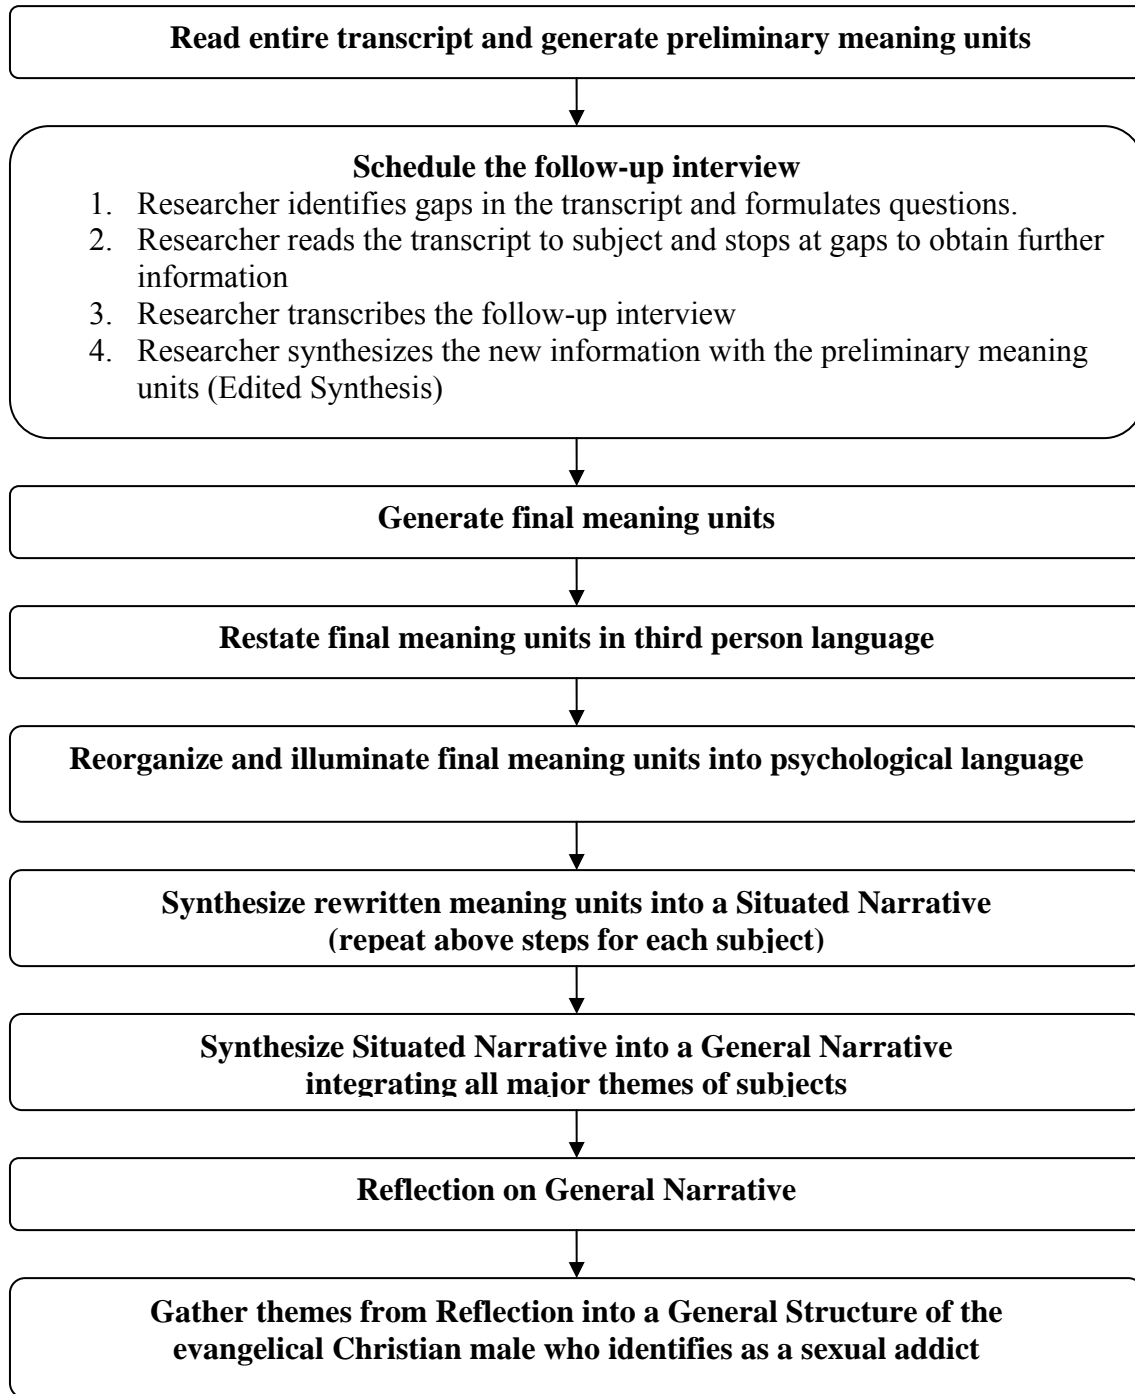 Read entire transcript and generate preliminary meaning units
Schedule the follow-up interview
1. Researcher identifies gaps in the transcript and formulates questions.
2. Researcher reads the transcript to subject and stops at gaps to obtain further
information
3. Researcher transcribes the follow-up interview
4. Researcher synthesizes the new information with the preliminary meaning
units (Edited Synthesis)
Generate final meaning units
Restate final meaning units in third person language
Reorganize and illuminate final meaning units into psychological language
Synthesize rewritten meaning units into a Situated Narrative
(repeat above steps for each subject)
Synthesize Situated Narrative into a General Narrative
integrating all major themes of subjects
Reflection on General Narrative
Gather themes from Reflection into a General Structure of the
evangelical Christian male who identifies as a sexual addict